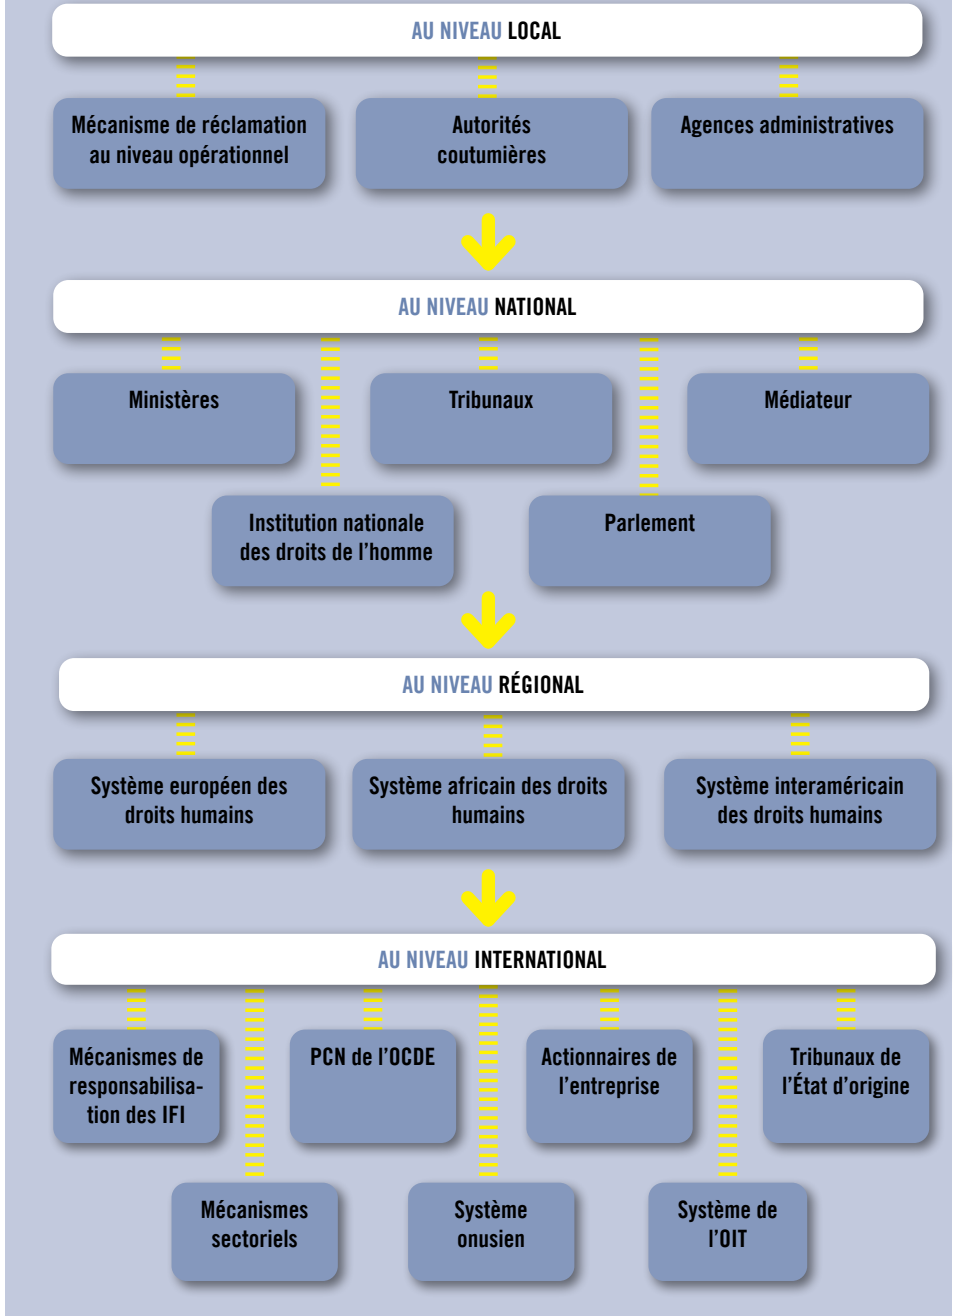 AU NIVEAU LOCAL
Mécanisme de réclamation
au niveau opérationnel
Autorités
coutumières
Agences administratives
AU NIVEAU NATIONAL
Ministères
Tribunaux
Médiateur
Institution nationale
des droits de l'homme
Parlement
AU NIVEAU RÉGIONAL
Système européen des
droits humains
Système africain des droits
humains
Système interaméricain
des droits humains
AU NIVEAU INTERNATIONAL
Mécanismes de
responsabilisa-
tion des IFI
PCN de l'OCDE
Actionnaires de
l'entreprise
Tribunaux de
l'État d'origine
Mécanismes
sectoriels
Système
onusien
Système de
l'OIT